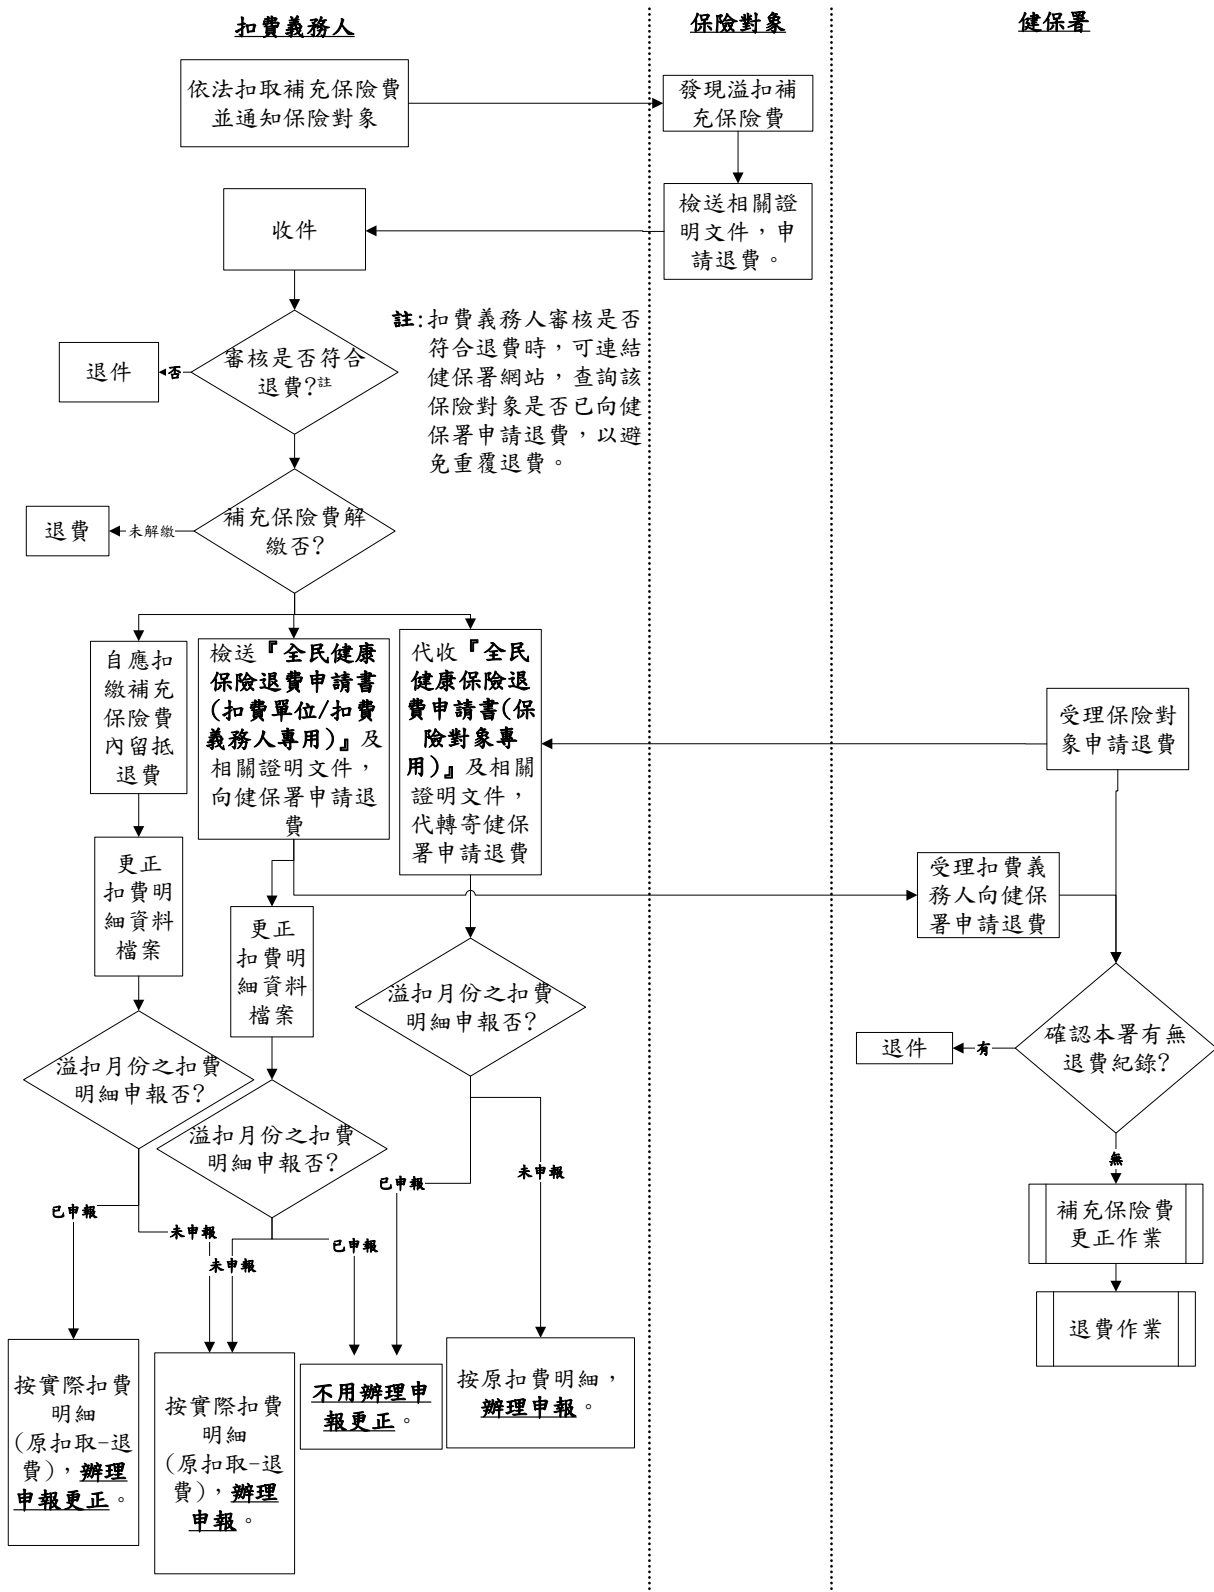 扣費義務人
保險對象
健保署
依法扣取補充保險費
並通知保險對象
發現溢扣補
充保險費
檢送相關證
明文件，申
請退費。
收件
審核是否符合
退費?註
否
退件
註:扣費義務人審核是否
符合退費時，可連結
健保署網站，查詢該
保險對象是否已向健
保署申請退費，以避
免重覆退費。
補充保險費解
繳否?
未解繳
退費
自應扣
繳補充
保險費
內留抵
退費
檢送『全民健康
保險退費申請書
(扣費單位/扣費
義務人專用)』及
相關證明文件，
向健保署申請退
費
代收『全民
健康保險退
費申請書(保
險對象專
用)』及相關
證明文件，
代轉寄健保
署申請退費
受理保險對
象申請退費
更正
扣費明
細資料
檔案
更正
扣費明
細資料
檔案
受理扣費義
務人向健保
署申請退費
溢扣月份之扣費
明細申報否?
溢扣月份之扣費
明細申報否?
溢扣月份之扣費
明細申報否?
確認本署有無
退費紀錄?
有
退件
無
補充保險費
更正作業
退費作業
已申報
未申報
未申報
已申報
已申報
未申報
按實際扣費
明細
(原扣取-退
費)，辦理
申報更正。
按實際扣費
明細
(原扣取-退
費)，辦理
申報。
不用辦理申
報更正。
按原扣費明細，
辦理申報。